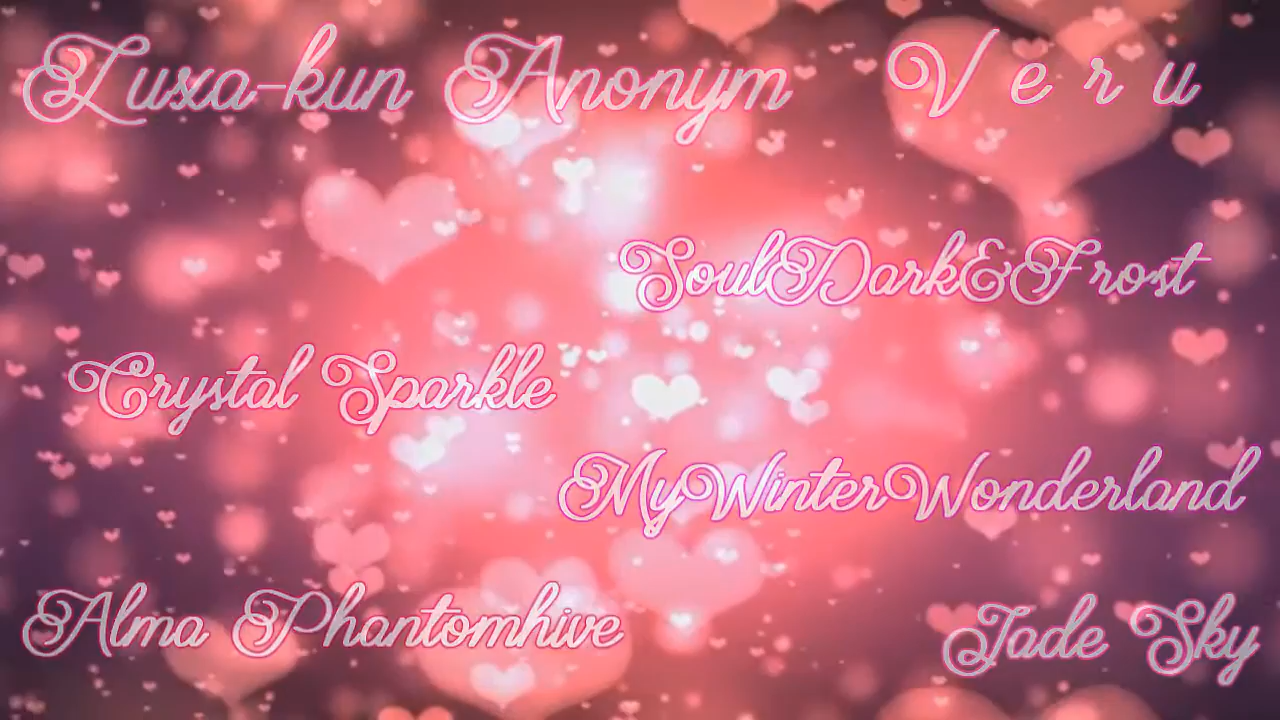 Luxa-kun Anonym V e r u
SoulDark&Frost
Crystal Sparkle
MyWinterWonderland
Alma Phantomhive Jade Sky